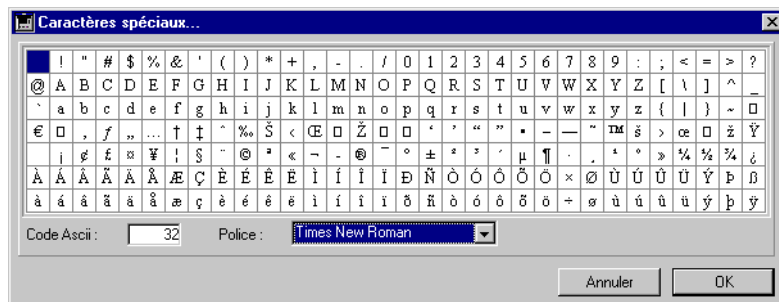 Caractères spéciaux...
! " # $ % & ' ( ) * + , - . / 0 1 2 3 4 5 6 7 8 9 : ; < = > ?
@ A B C D E F G H I J K L M N O P Q R S T U V W X Y Z [ \ ] ^ _
` a b c d e f g h i j k l m n o p q r s t u v w x y z { | } ~ □
€ □ ‚ ƒ „ … † ‡ ˆ ‰ Š ‹ Œ □ Ž □ □ ‘ ’ “ ” • – — ˜ ™ š › œ □ ž Ÿ
¡ ¢ £ ¤ ¥ ¦ § ¨ © ª « ¬ - ® ¯ ° ± ² ³ ´ µ ¶ · ¸ ¹ º » ¼ ½ ¾ ¿
À Á Â Ã Ä Å Æ Ç È É Ê Ë Ì Í Î Ï Ð Ñ Ò Ó Ô Õ Ö × Ø Ù Ú Û Ü Ý Þ ß
à á â ã ä å æ ç è é ê ë ì í î ï ð ñ ò ó ô õ ö ÷ ø ù ú û ü ý þ ÿ
Code Ascii : 32 Police : Times New Roman
Annuler OK